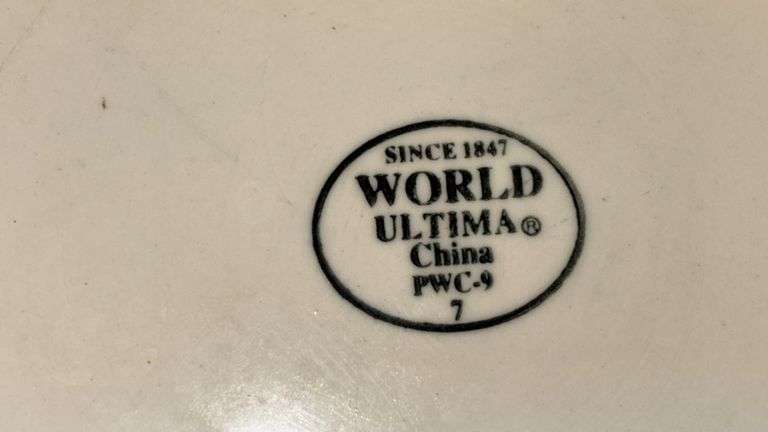 SINCE 1847
WORLD
ULTIMA®
China
PWC-9
7